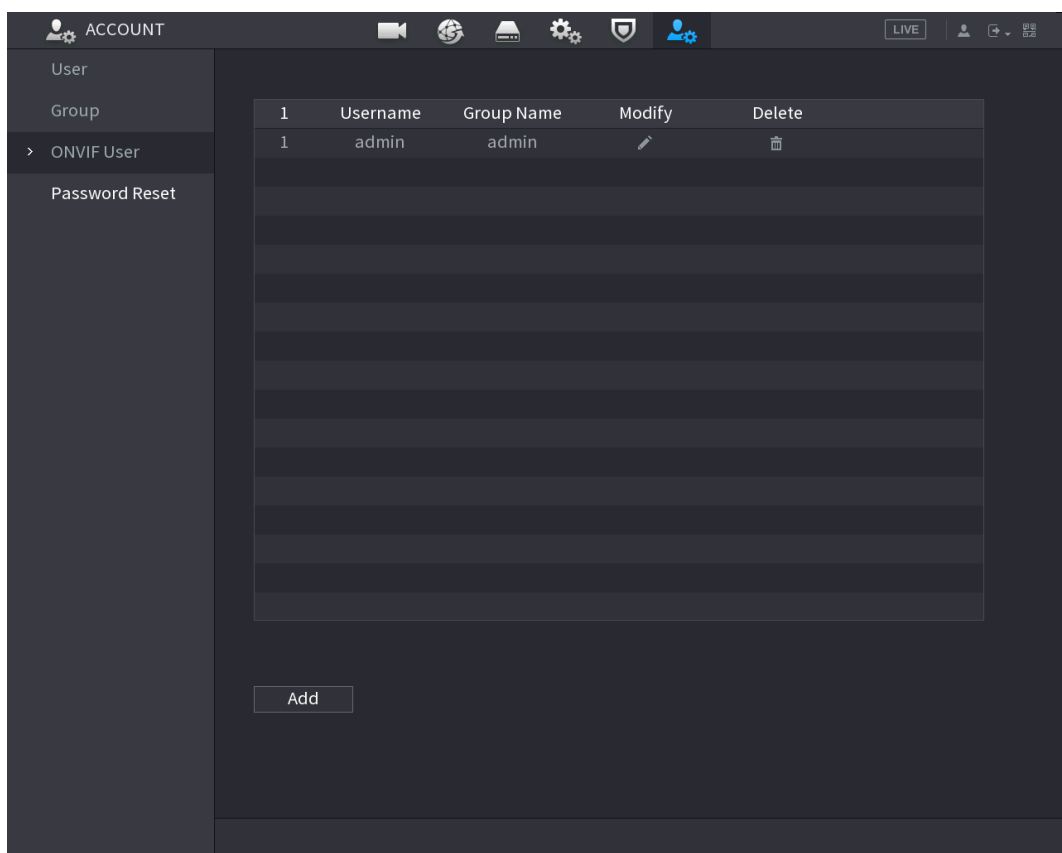 ACCOUNT LIVE
User
Group
ONVIF User
Password Reset
1 Username Group Name Modify Delete
1 admin admin
Add